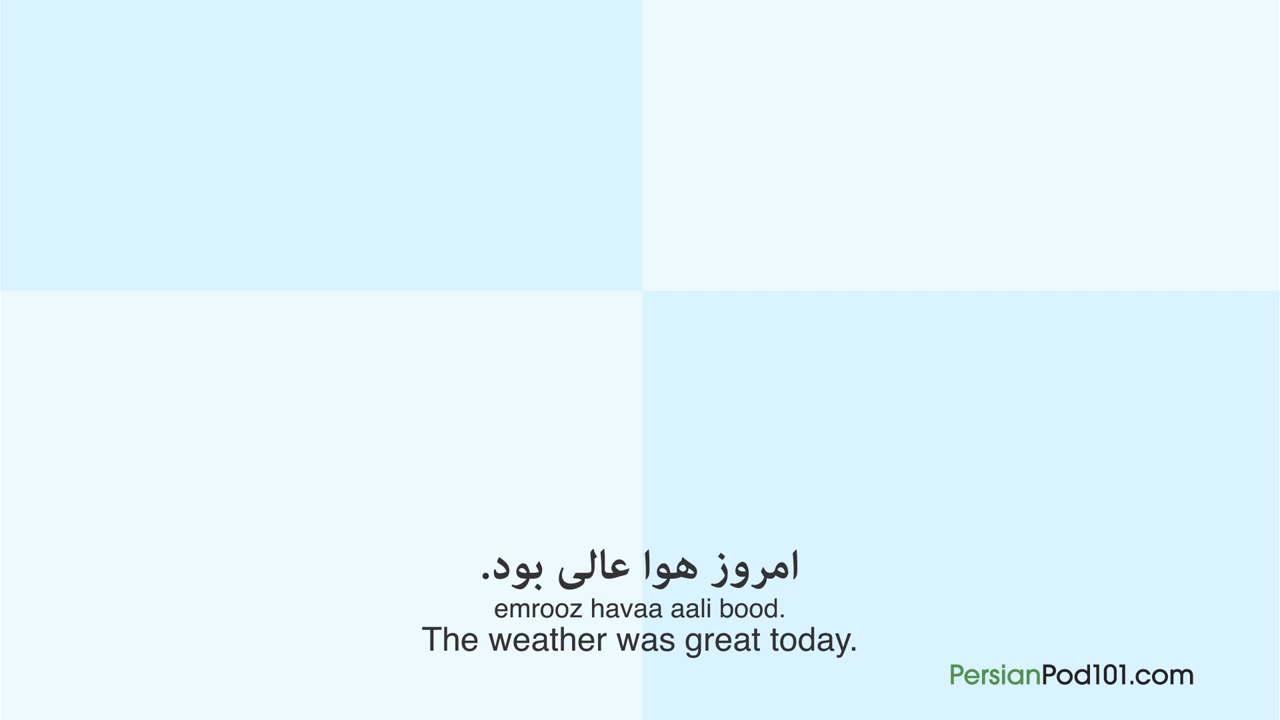 امروز هوا عالی بود.
emrooz havaa aali bood.
The weather was great today.
PersianPod101.com